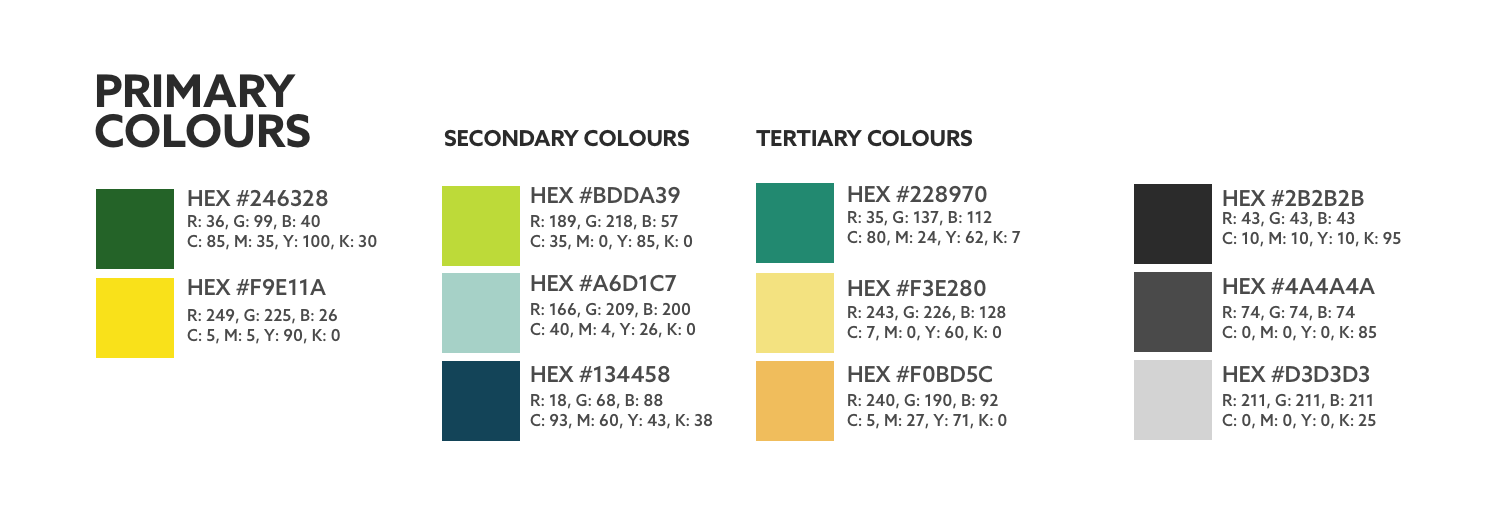 PRIMARY
COLOURS
HEX #246328
R: 36, G: 99, B: 40
C: 85, M: 35, Y: 100, K: 30
HEX #F9E11A
R: 249, G: 225, B: 26
C: 5, M: 5, Y: 90, K: 0
SECONDARY COLOURS
HEX #BDDA39
R: 189, G: 218, B: 57
C: 35, M: 0, Y: 85, K: 0
HEX #A6D1C7
R: 166, G: 209, B: 200
C: 40, M: 4, Y: 26, K: 0
HEX #134458
R: 18, G: 68, B: 88
C: 93, M: 60, Y: 43, K: 38
TERTIARY COLOURS
HEX #228970
R: 35, G: 137, B: 112
C: 80, M: 24, Y: 62, K: 7
HEX #F3E280
R: 243, G: 226, B: 128
C: 7, M: 0, Y: 60, K: 0
HEX #F0BD5C
R: 240, G: 190, B: 92
C: 5, M: 27, Y: 71, K: 0
HEX #2B2B2B
R: 43, G: 43, B: 43
C: 10, M: 10, Y: 10, K: 95
HEX #4A4A4A
R: 74, G: 74, B: 74
C: 0, M: 0, Y: 0, K: 85
HEX #D3D3D3
R: 211, G: 211, B: 211
C: 0, M: 0, Y: 0, K: 25